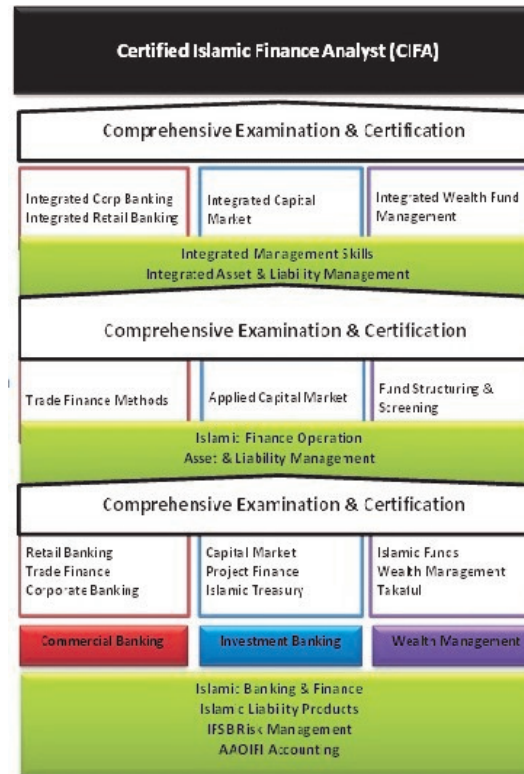 Certified Islamic Finance Analyst (CIFA)
Comprehensive Examination & Certification
Integrated Corp Banking
Integrated Retail Banking
Integrated Capital
Market
Integrated Wealth Fund
Management
Integrated Management Skills
Integrated Asset & Liability Management
Comprehensive Examination & Certification
Trade Finance Methods
Applied Capital Market
Fund Structuring &
Screening
Islamic Finance Operation
Asset & Liability Management
Comprehensive Examination & Certification
Retail Banking
Trade Finance
Corporate Banking
Capital Market
Project Finance
Islamic Treasury
Islamic Funds
Wealth Management
Takaful
Commercial Banking
Investment Banking
Wealth Management
Islamic Banking & Finance
Islamic Liability Products
IFSB Risk Management
AAOIFI Accounting